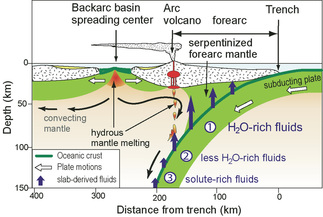 Backarc basin
spreading center
Arc
volcano
forearc
Trench
serpentinized
forearc mantle
subducting plate
0
50
100
150
Depth (km)
convecting
mantle
hydrous
mantle melting
1
H2O-rich fluids
2
less H2O-rich fluids
3
solute-rich fluids
Oceanic crust
Plate motions
slab-derived fluids
400
300
200
100
0
Distance from trench (km)